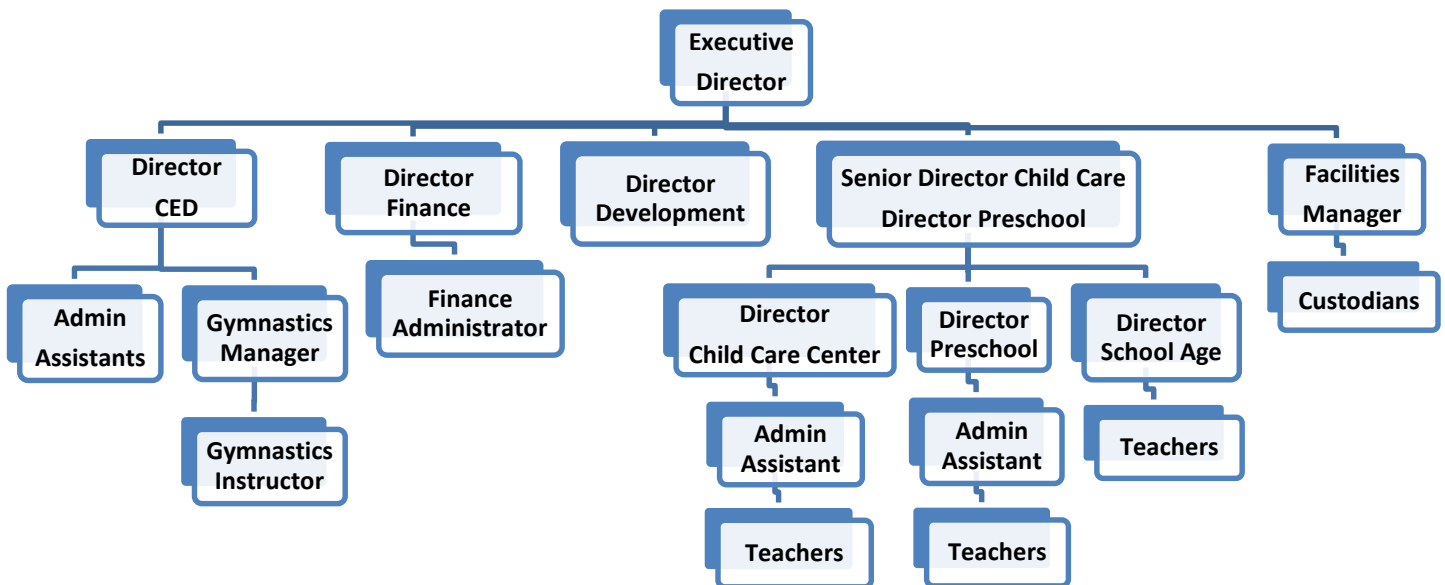 Executive
Director
Director
CED
Director
Finance
Director
Development
Senior Director Child Care
Director Preschool
Facilities
Manager
Admin
Assistants
Gymnastics
Manager
Finance
Administrator
Director
Child Care Center
Director
Preschool
Director
School Age
Custodians
Gymnastics
Instructor
Admin
Assistant
Admin
Assistant
Teachers
Teachers
Teachers